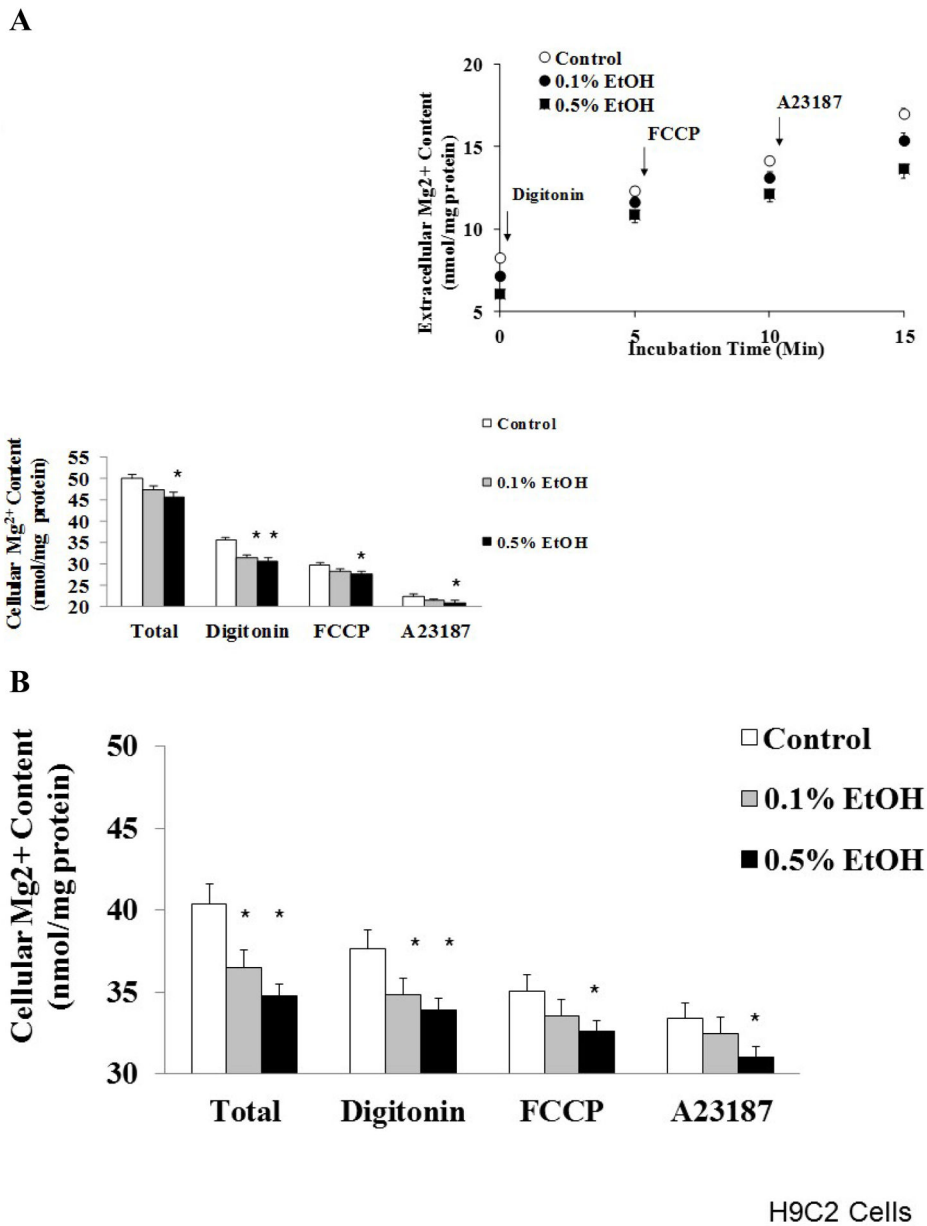 A
20
15
10
5
Extracellular Mg2+ Content
(nmol/mg protein)
Control
0.1% EtOH
0.5% EtOH
Digitonin
FCCP
A23187
0 5 10 15
Incubation Time (Min)
Cellular Mg2+ Content
(nmol/mg protein)
55
50
45
40
35
30
25
20
*
* *
*
*
Total Digitonin FCCP A23187
Control
0.1% EtOH
0.5% EtOH
B
Cellular Mg2+ Content
(nmol/mg protein)
50
45
40
35
30
* *
* *
*
*
Total Digitonin FCCP A23187
Control
0.1% EtOH
0.5% EtOH
H9C2 Cells